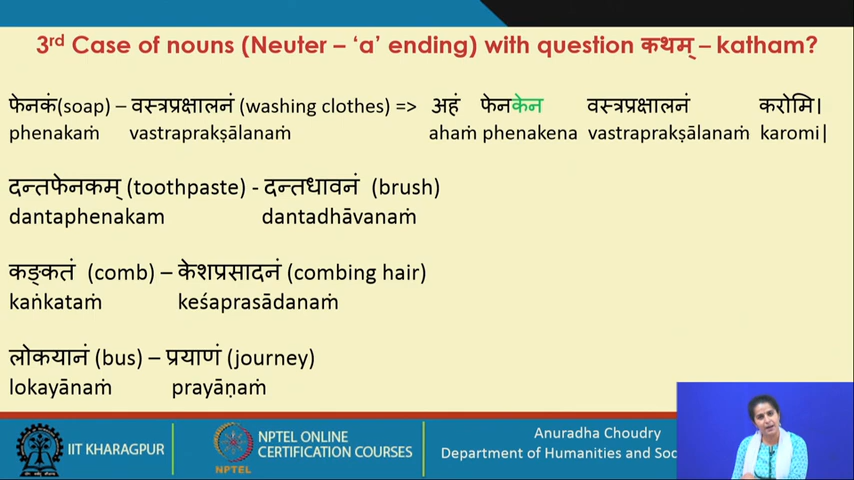 3rd Case of nouns (Neuter – ‘a’ ending) with question कथम् – katham?
फेनकं(soap) – वस्त्रप्रक्षालनं (washing clothes) => अहं फेनकेन वस्त्रप्रक्षालनं करोमि।
phenakaṁ vastraprakṣālanaṁ ahaṁ phenakena vastraprakṣālanaṁ karomi|
दन्तफेनकम् (toothpaste) - दन्तधावनं (brush)
dantaphenakam dantadhāvanaṁ
कङ्कतं (comb) – केशप्रसादनं (combing hair)
kaṅkataṁ keśaprasādanaṁ
लोकयानं (bus) – प्रयाणं (journey)
lokayānaṁ prayāṇaṁ
IIT KHARAGPUR
NPTEL
NPTEL ONLINE
CERTIFICATION COURSES
Anuradha Choudry
Department of Humanities and Soc